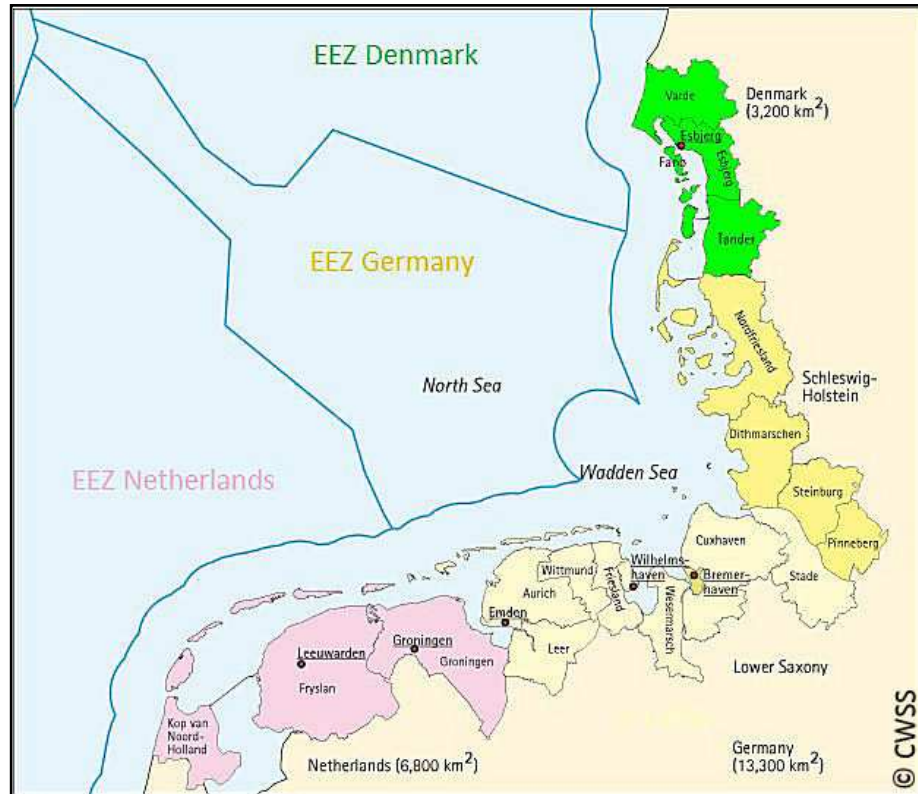 EEZ Denmark
Varde
Denmark
(3,200 km²)
Esbjerg
Fanö
Esbjerg
Tønder
EEZ Germany
Nordfriesland
North Sea
Schleswig-
Holstein
Dithmarschen
EEZ Netherlands
Wadden Sea
Steinburg
Cuxhaven
Pinneberg
Wilhelms-
haven
Wittmund
Friesland
Bremer-
haven
Stade
Aurich
Wesermarsch
Emden
Groningen
Leeuwarden
Leer
Groningen
Fryslan
Lower Saxony
Kop van
Noord-
Holland
Netherlands (6,800 km²)
Germany
(13,300 km²)
© CWSS